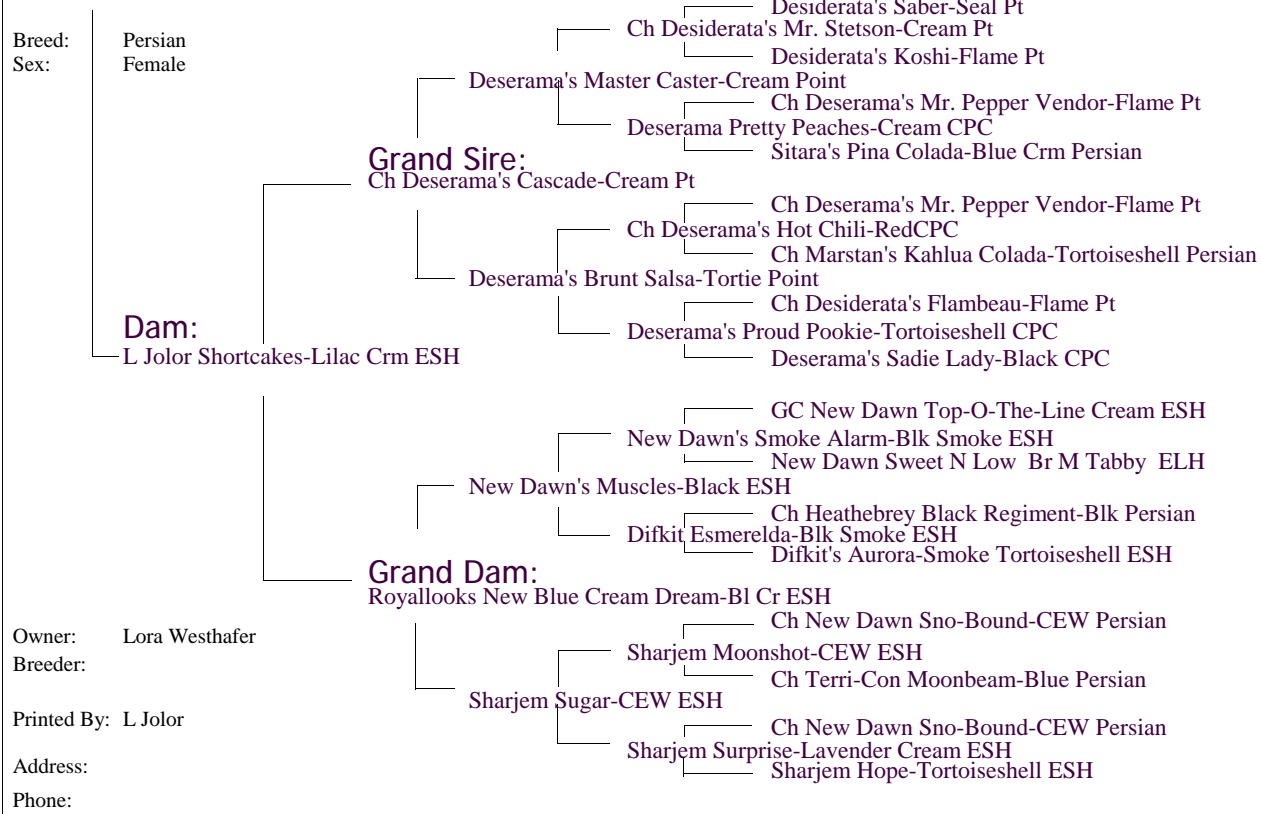 Desiderata's Saber-Seal Pt
Ch Desiderata's Mr. Stetson-Cream Pt
Breed: Persian
Sex: Female
Desiderata's Koshi-Flame Pt
Deserama's Master Caster-Cream Point
Ch Deserama's Mr. Pepper Vendor-Flame Pt
Deserama Pretty Peaches-Cream CPC
Sitara's Pina Colada-Blue Crm Persian
Grand Sire:
Ch Deserama's Cascade-Cream Pt
Ch Deserama's Mr. Pepper Vendor-Flame Pt
Ch Deserama's Hot Chili-RedCPC
Ch Marstan's Kahlua Colada-Tortoiseshell Persian
Deserama's Brunt Salsa-Tortie Point
Ch Desiderata's Flambeau-Flame Pt
Dam:
Deserama's Proud Pookie-Tortoiseshell CPC
L Jolor Shortcakes-Lilac Crm ESH
Deserama's Sadie Lady-Black CPC
GC New Dawn Top-O-The-Line Cream ESH
New Dawn's Smoke Alarm-Blk Smoke ESH
New Dawn Sweet N Low Br M Tabby ELH
New Dawn's Muscles-Black ESH
Ch Heathebrey Black Regiment-Blk Persian
Difkit Esmerelda-Blk Smoke ESH
Difkit's Aurora-Smoke Tortoiseshell ESH
Grand Dam:
Royallooks New Blue Cream Dream-Bl Cr ESH
Ch New Dawn Sno-Bound-CEW Persian
Owner: Lora Westhafer
Sharjem Moonshot-CEW ESH
Breeder:
Ch Terri-Con Moonbeam-Blue Persian
Sharjem Sugar-CEW ESH
Printed By: L Jolor
Ch New Dawn Sno-Bound-CEW Persian
Sharjem Surprise-Lavender Cream ESH
Address:
Sharjem Hope-Tortoiseshell ESH
Phone: